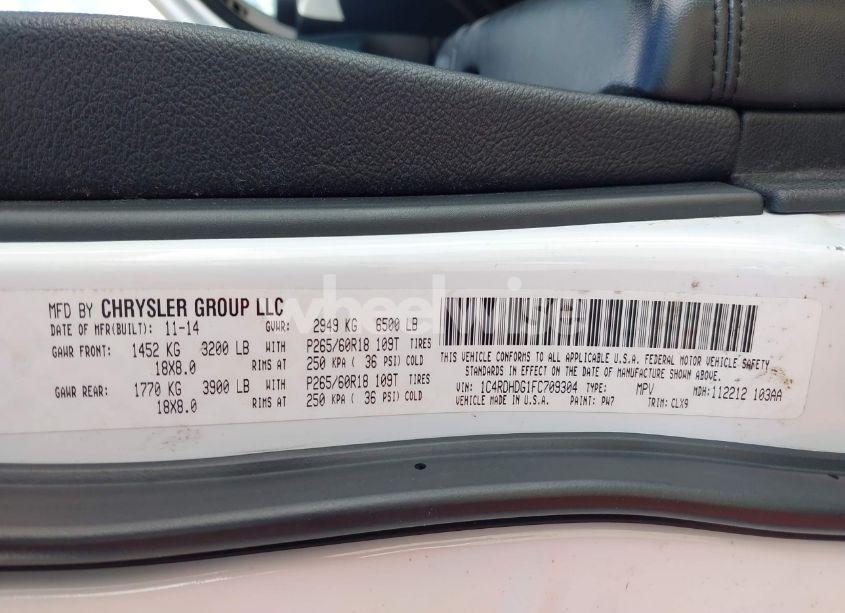 MFD BY CHRYSLER GROUP LLC
DATE OF MFR(BUILT): 11-14 GVWR: 2949 KG 6500 LB
GAWR FRONT: 1452 KG 3200 LB WITH P265/60R18 109T TIRES
18X8.0 RIMS AT 250 KPA ( 36 PSI) COLD
GAWR REAR: 1770 KG 3900 LB WITH P265/60R18 109T TIRES
18X8.0 RIMS AT 250 KPA ( 36 PSI) COLD
THIS VEHICLE CONFORMS TO ALL APPLICABLE U.S.A. FEDERAL MOTOR VEHICLE SAFETY
STANDARDS IN EFFECT ON THE DATE OF MANUFACTURE SHOWN ABOVE.
VIN: 1C4RDHDG1FC709304 TYPE: MPV MDH: 112212 103AA
VEHICLE MADE IN U.S.A. PAINT: PW7 TRIM: CLX9
wheelwise